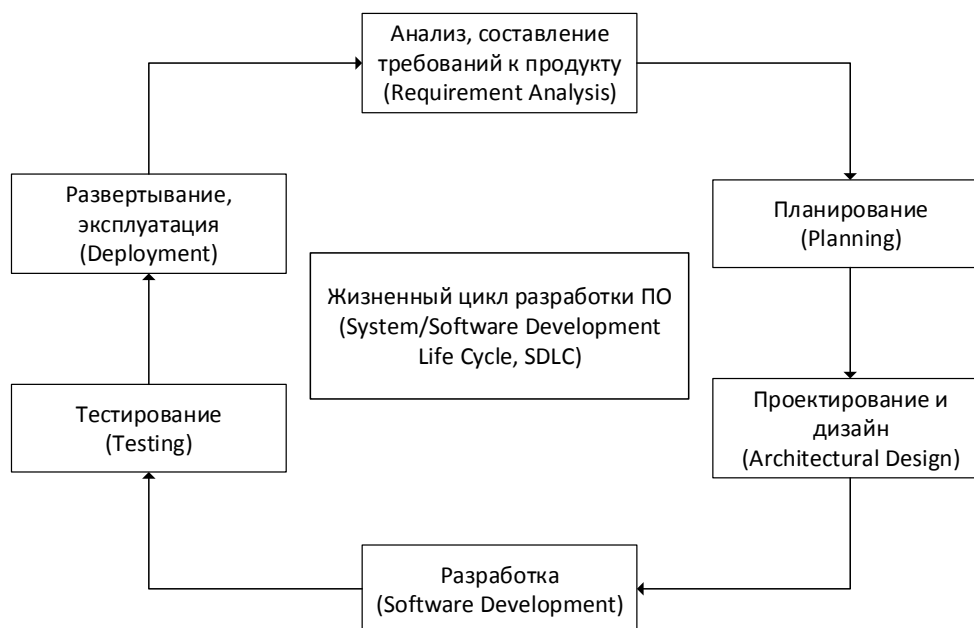 Анализ, составление
требований к продукту
(Requirement Analysis)
Развертывание,
эксплуатация
(Deployment)
Планирование
(Planning)
Жизненный цикл разработки ПО
(System/Software Development
Life Cycle, SDLC)
Тестирование
(Testing)
Проектирование и
дизайн
(Architectural Design)
Разработка
(Software Development)